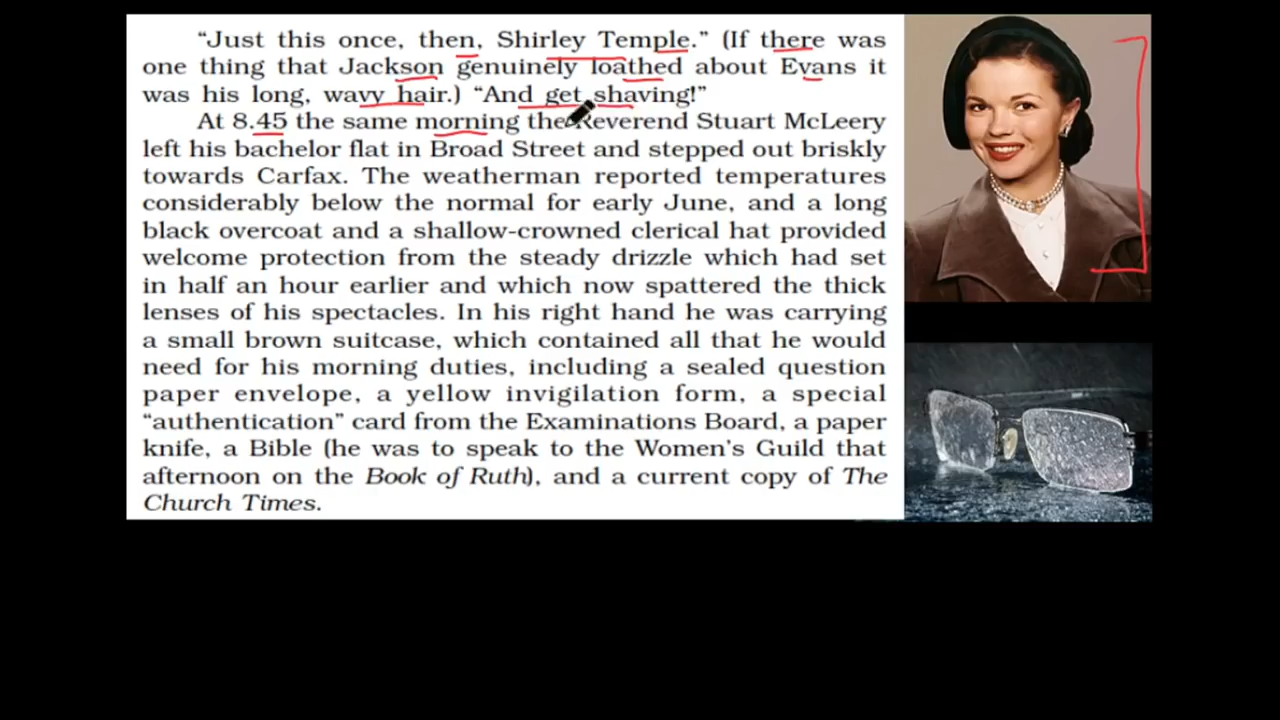 “Just this once, then, Shirley Temple.” (If there was
one thing that Jackson genuinely loathed about Evans it
was his long, wavy hair.) “And get shaving!”
At 8.45 the same morning the Reverend Stuart McLeery
left his bachelor flat in Broad Street and stepped out briskly
towards Carfax. The weatherman reported temperatures
considerably below the normal for early June, and a long
black overcoat and a shallow-crowned clerical hat provided
welcome protection from the steady drizzle which had set
in half an hour earlier and which now spattered the thick
lenses of his spectacles. In his right hand he was carrying
a small brown suitcase, which contained all that he would
need for his morning duties, including a sealed question
paper envelope, a yellow invigilation form, a special
“authentication” card from the Examinations Board, a paper
knife, a Bible (he was to speak to the Women’s Guild that
afternoon on the Book of Ruth), and a current copy of The
Church Times.